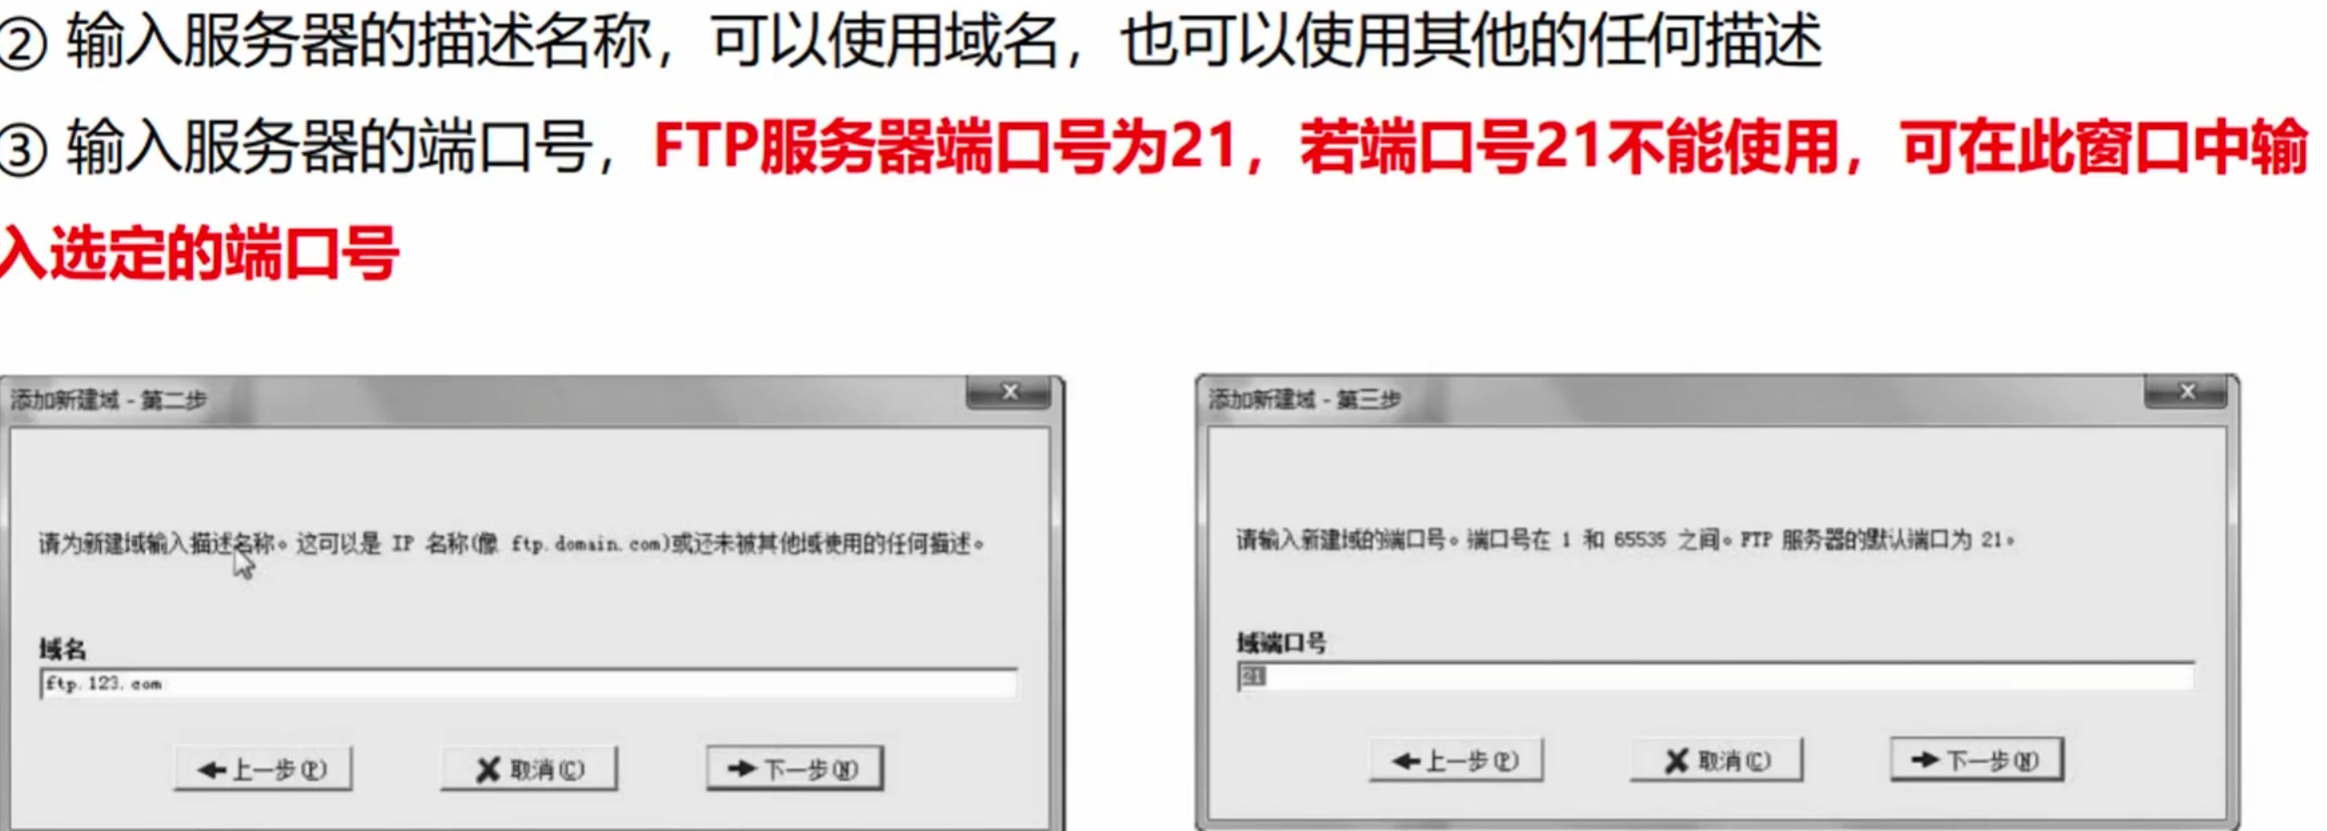 ② 输入服务器的描述名称，可以使用域名，也可以使用其他的任何描述
③ 输入服务器的端口号，FTP服务器端口号为21，若端口号21不能使用，可在此窗口中输
入选定的端口号
添加新建域 - 第二步
请为新建域输入描述名称。这可以是 IP 名称(像 ftp.domain.com)或还未被其他域使用的任何描述。
域名
ftp.123.com
上一步(P)
取消(C)
下一步(N)
添加新建域 - 第三步
请输入新建域的端口号。端口号在 1 和 65535 之间。FTP 服务器的默认端口为 21。
域端口号
21
上一步(P)
取消(C)
下一步(N)